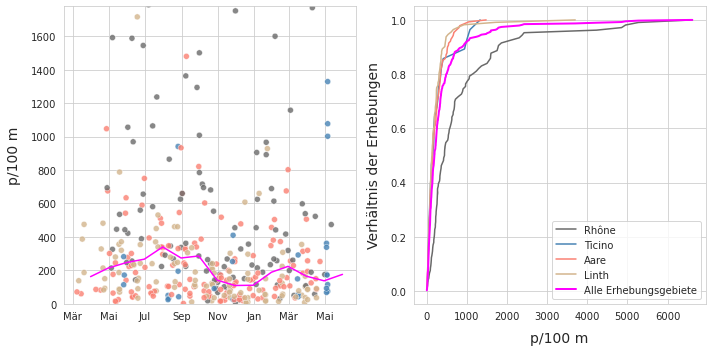 p/100 m
1600
1400
1200
1000
800
600
400
200
0
Mär
Mai
Jul
Sep
Nov
Jan
Mär
Mai
Verhältnis der Erhebungen
1.0
0.8
0.6
0.4
0.2
0.0
Rhône
Ticino
Aare
Linth
Alle Erhebungsgebiete
0
1000
2000
3000
4000
5000
6000
p/100 m